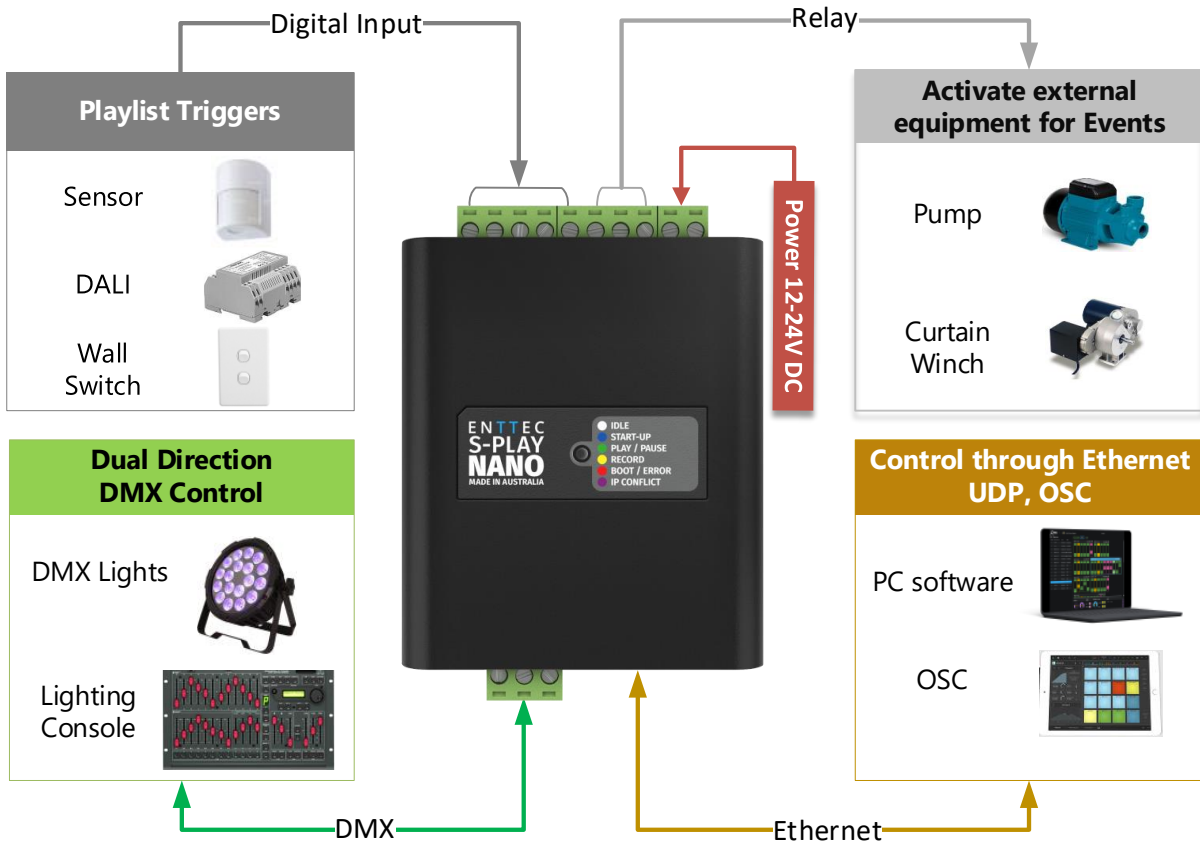 Digital Input
Relay
Playlist Triggers
Sensor
DALI
Wall
Switch
Activate external
equipment for Events
Pump
Curtain
Winch
Power 12-24V DC
ENTTEC
S-PLAY
NANO
MADE IN AUSTRALIA
IDLE
START-UP
PLAY / PAUSE
RECORD
BOOT / ERROR
IP CONFLICT
Dual Direction
DMX Control
DMX Lights
Lighting
Console
Control through Ethernet
UDP, OSC
PC software
OSC
DMX
Ethernet